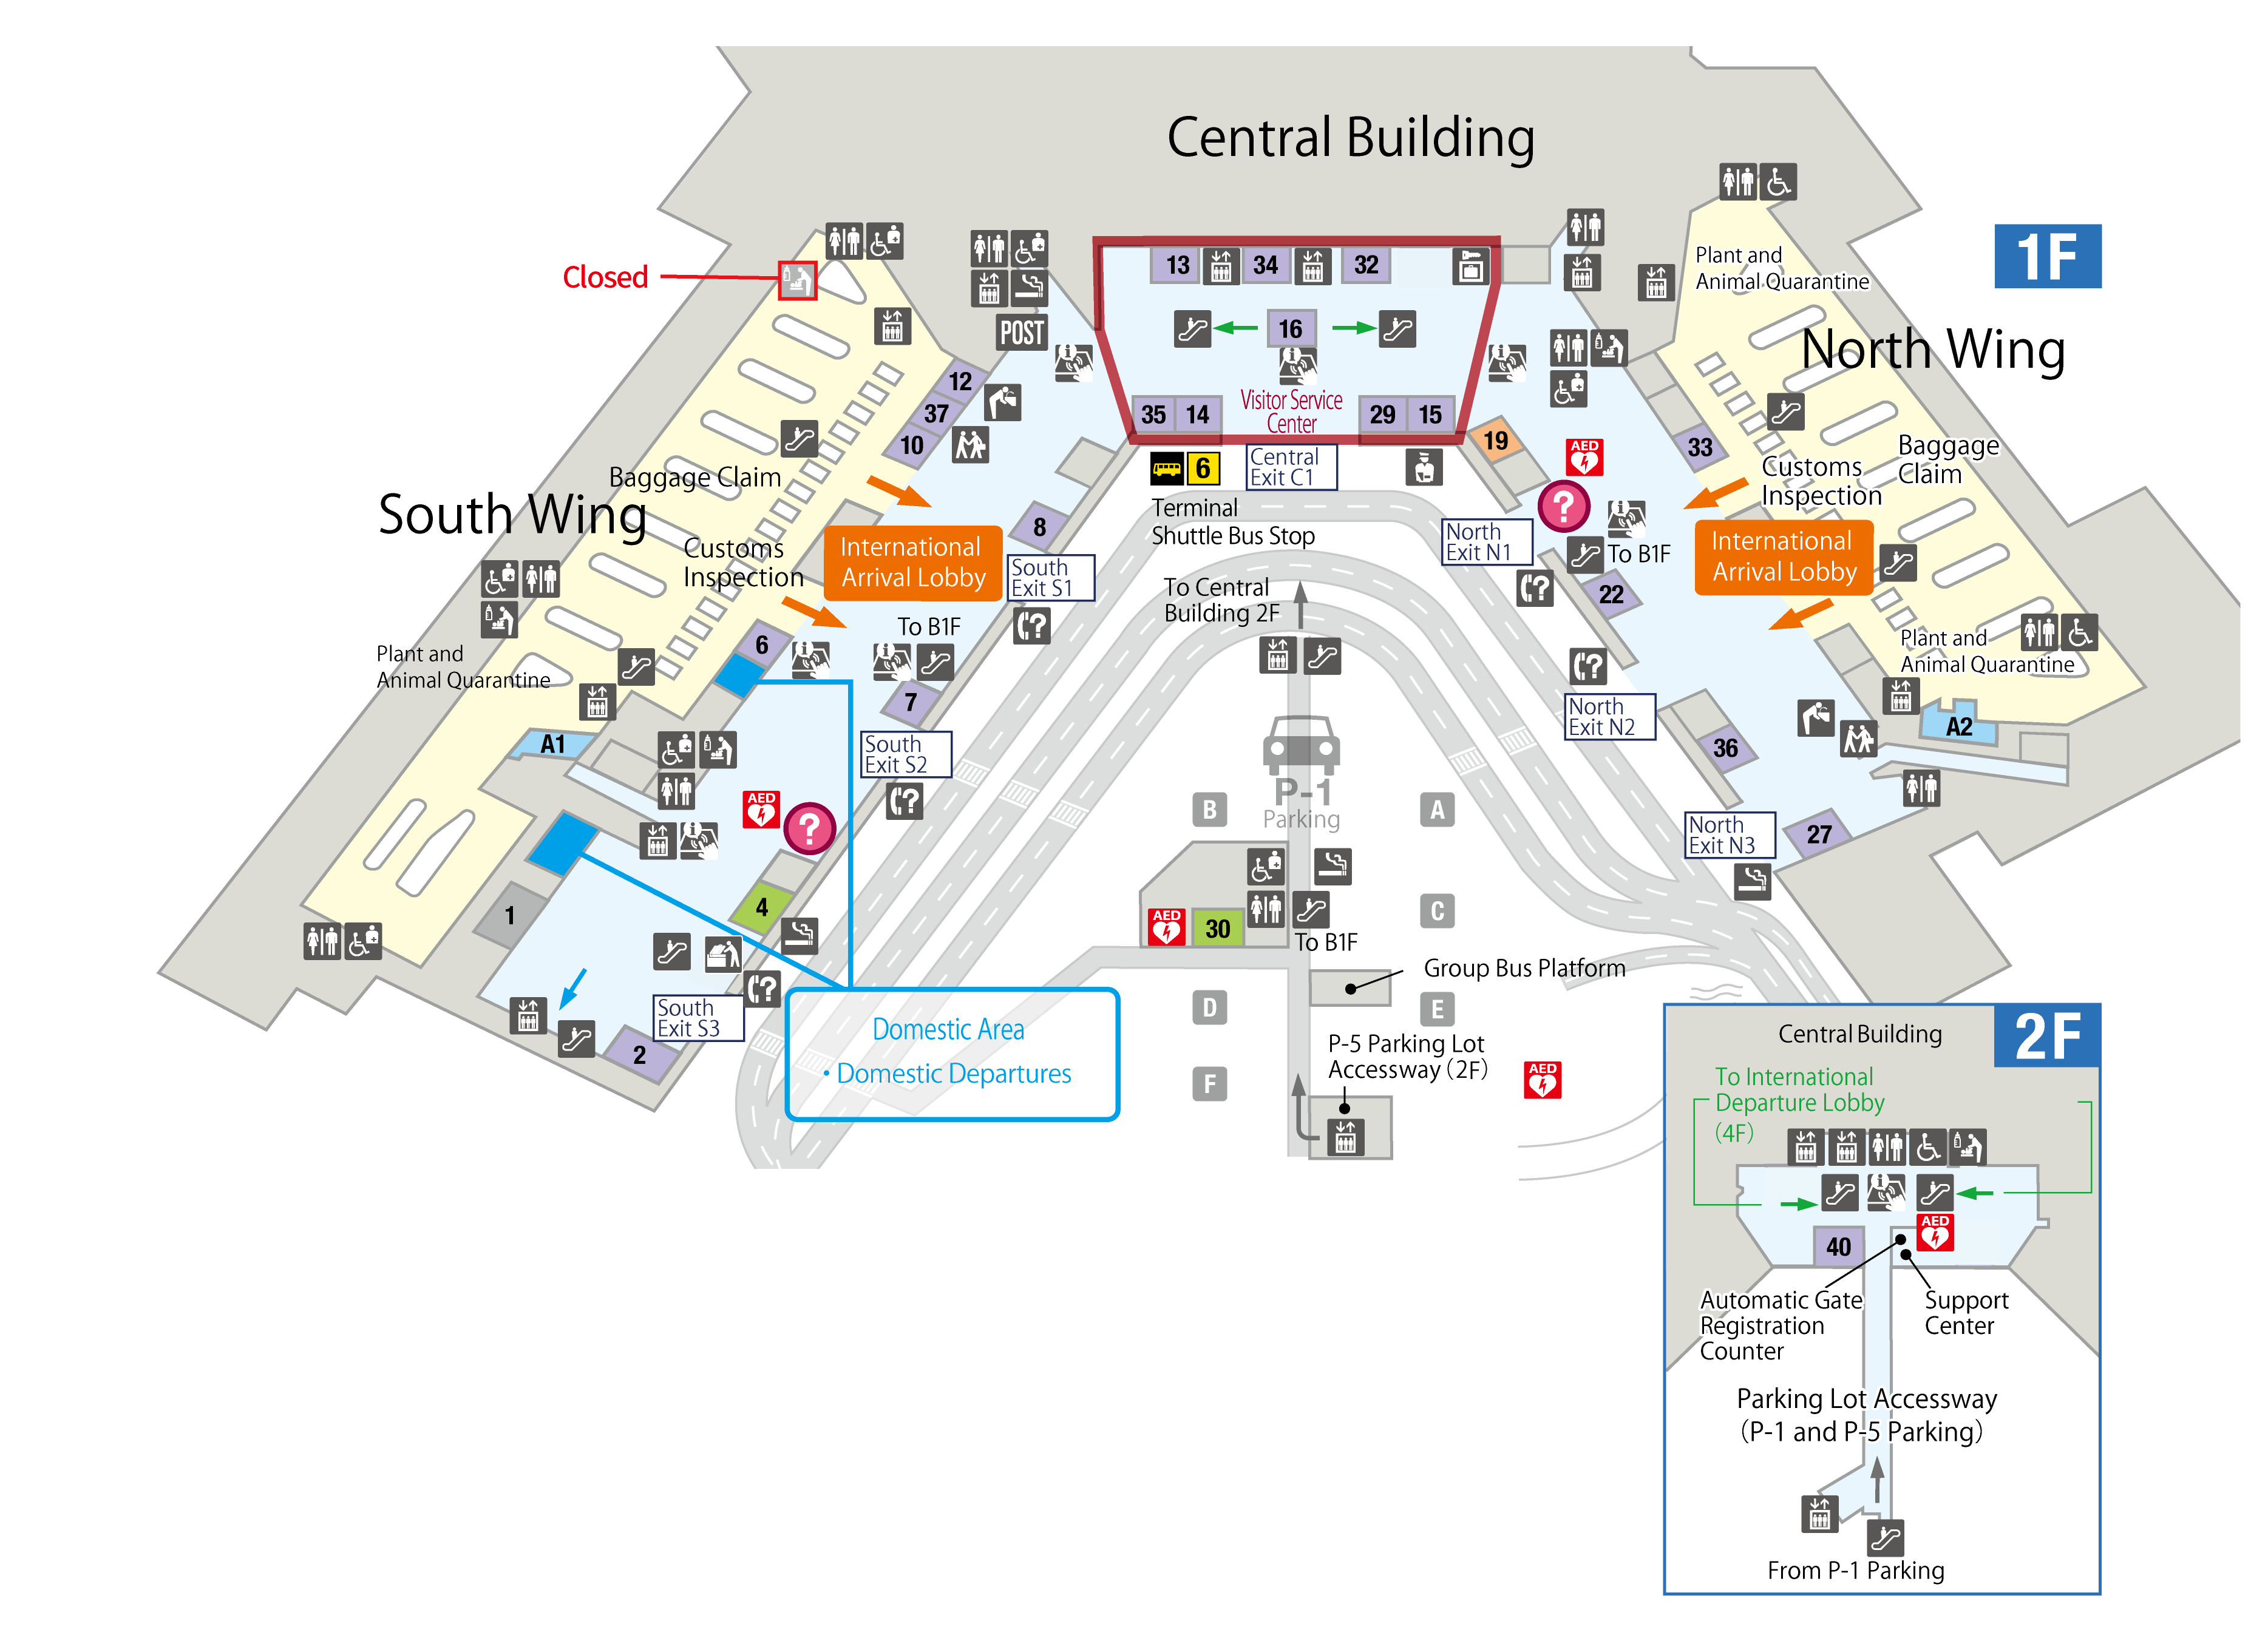 Central Building
1F
Closed
POST
13
34
32
16
Visitor Service
Center
35
14
29
15
19
6
Terminal
Shuttle Bus Stop
Central
Exit C1
Plant and
Animal Quarantine
North Wing
33
Customs
Inspection
Baggage
Claim
AED
?
North
Exit N1
To B1F
International
Arrival Lobby
22
Plant and
Animal Quarantine
North
Exit N2
36
A2
North
Exit N3
27
12
37
10
Baggage Claim
South Wing
8
Customs
Inspection
International
Arrival Lobby
South
Exit S1
To B1F
6
7
Plant and
Animal Quarantine
A1
South
Exit S2
AED
?
1
4
South
Exit S3
2
Domestic Area
• Domestic Departures
To Central
Building 2F
P-1
Parking
B
A
AED
30
To B1F
C
Group Bus Platform
D
E
P-5 Parking Lot
Accessway (2F)
F
AED
2F
Central Building
To International
Departure Lobby
(4F)
AED
40
Automatic Gate
Registration
Counter
Support
Center
Parking Lot Accessway
(P-1 and P-5 Parking)
From P-1 Parking